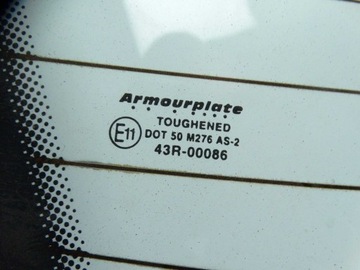 Armourplate
TOUGHENED
E11 DOT 50 M276 AS-2
43R-00086